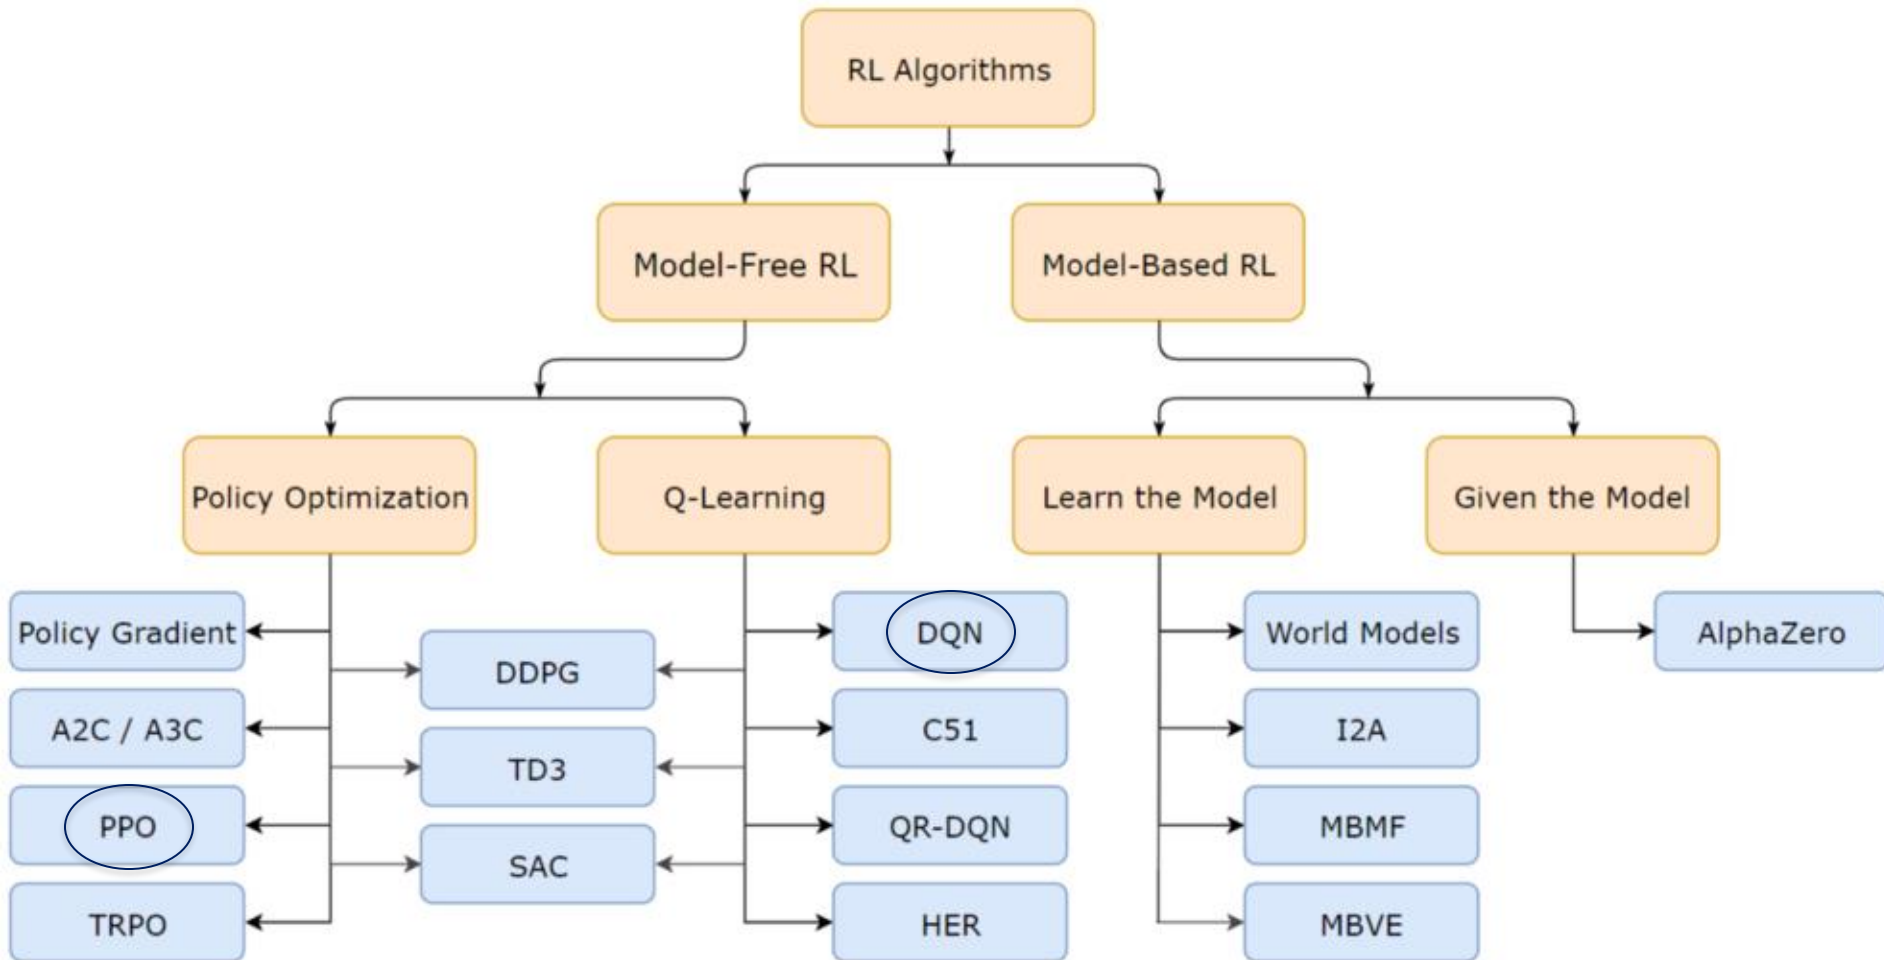 RL Algorithms
Model-Free RL
Model-Based RL
Policy Optimization
Q-Learning
Learn the Model
Given the Model
Policy Gradient
DDPG
DQN
World Models
AlphaZero
A2C / A3C
TD3
C51
I2A
PPO
SAC
QR-DQN
MBMF
TRPO
HER
MBVE